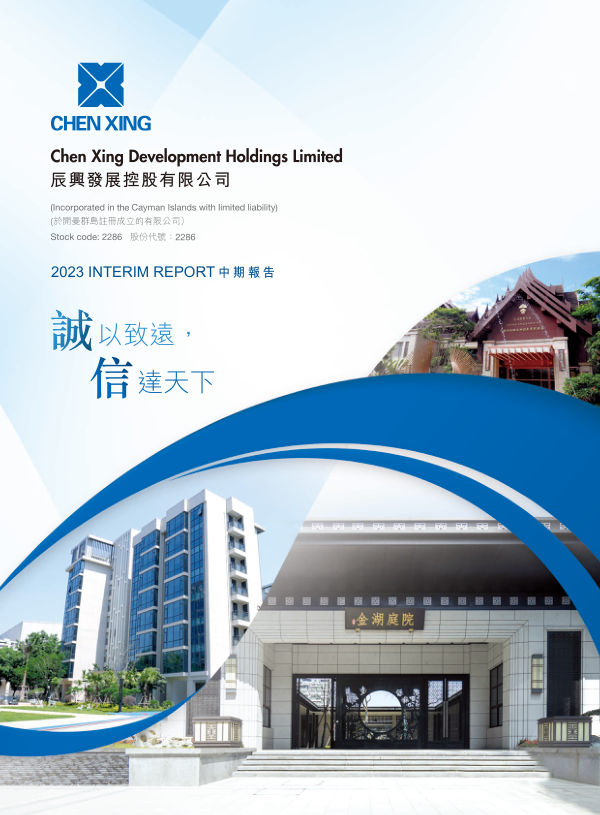 CHEN XING
Chen Xing Development Holdings Limited
辰興發展控股有限公司
(Incorporated in the Cayman Islands with limited liability)
(於開曼群島註冊成立的有限公司)
Stock code: 2286 股份代號：2286
2023 INTERIM REPORT 中期報告
誠以致遠，
信達天下
金湖庭院